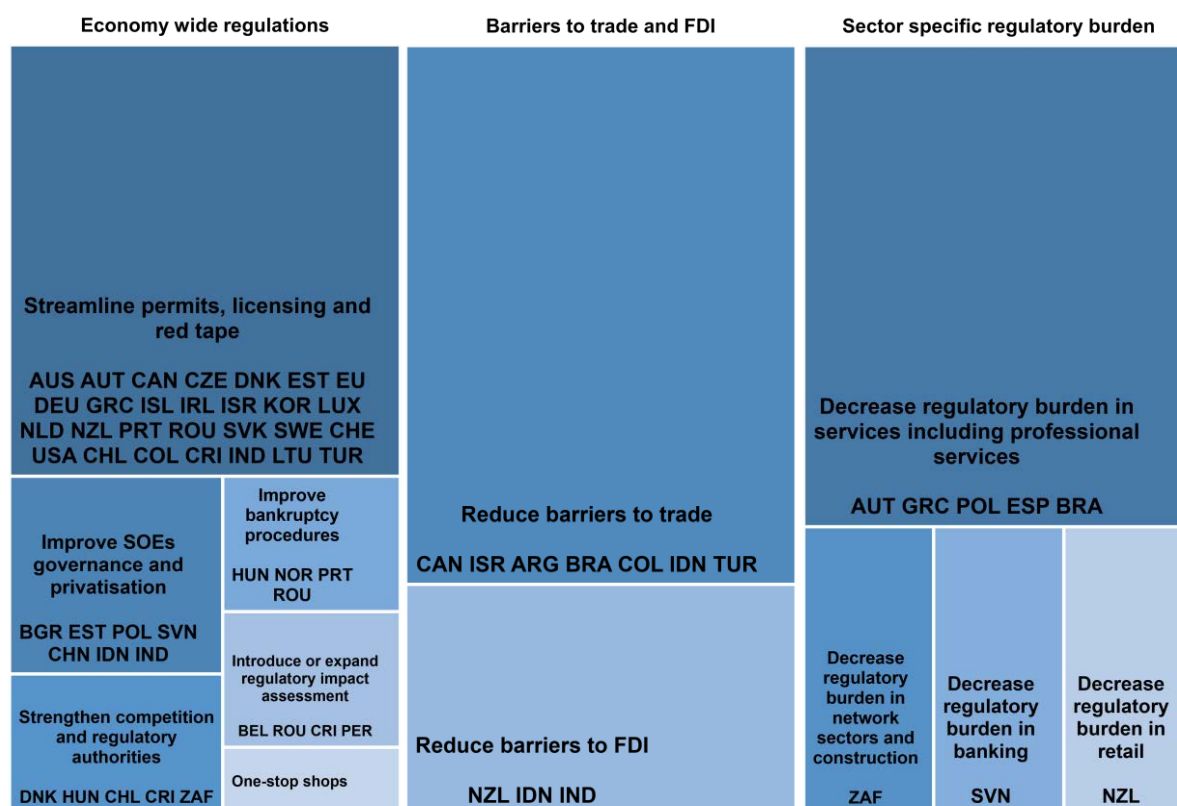 Economy wide regulations
Streamline permits, licensing and
red tape
AUS AUT CAN CZE DNK EST EU
DEU GRC ISL IRL ISR KOR LUX
NLD NZL PRT ROU SVK SWE CHE
USA CHL COL CRI IND LTU TUR
Improve SOEs
governance and
privatisation
BGR EST POL SVN
CHN IDN IND
Strengthen competition
and regulatory
authorities
DNK HUN CHL CRI ZAF
Improve
bankruptcy
procedures
HUN NOR PRT
ROU
Introduce or expand
regulatory impact
assessment
BEL ROU CRI PER
One-stop shops
Barriers to trade and FDI
Reduce barriers to trade
CAN ISR ARG BRA COL IDN TUR
Reduce barriers to FDI
NZL IDN IND
Sector specific regulatory burden
Decrease regulatory burden in
services including professional
services
AUT GRC POL ESP BRA
Decrease
regulatory
burden in
network
sectors and
construction
ZAF
Decrease
regulatory
burden in
banking
SVN
Decrease
regulatory
burden in
retail
NZL